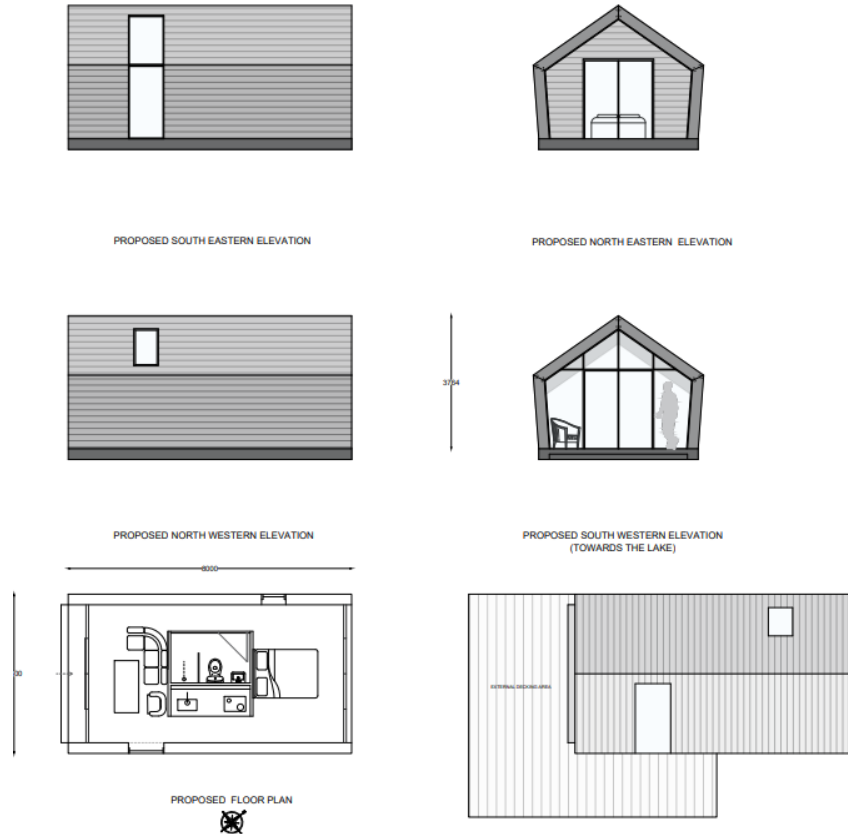 PROPOSED SOUTH EASTERN ELEVATION
PROPOSED NORTH EASTERN ELEVATION
3764
PROPOSED NORTH WESTERN ELEVATION
PROPOSED SOUTH WESTERN ELEVATION
(TOWARDS THE LAKE)
EXTERNAL DECKING AREA
PROPOSED FLOOR PLAN